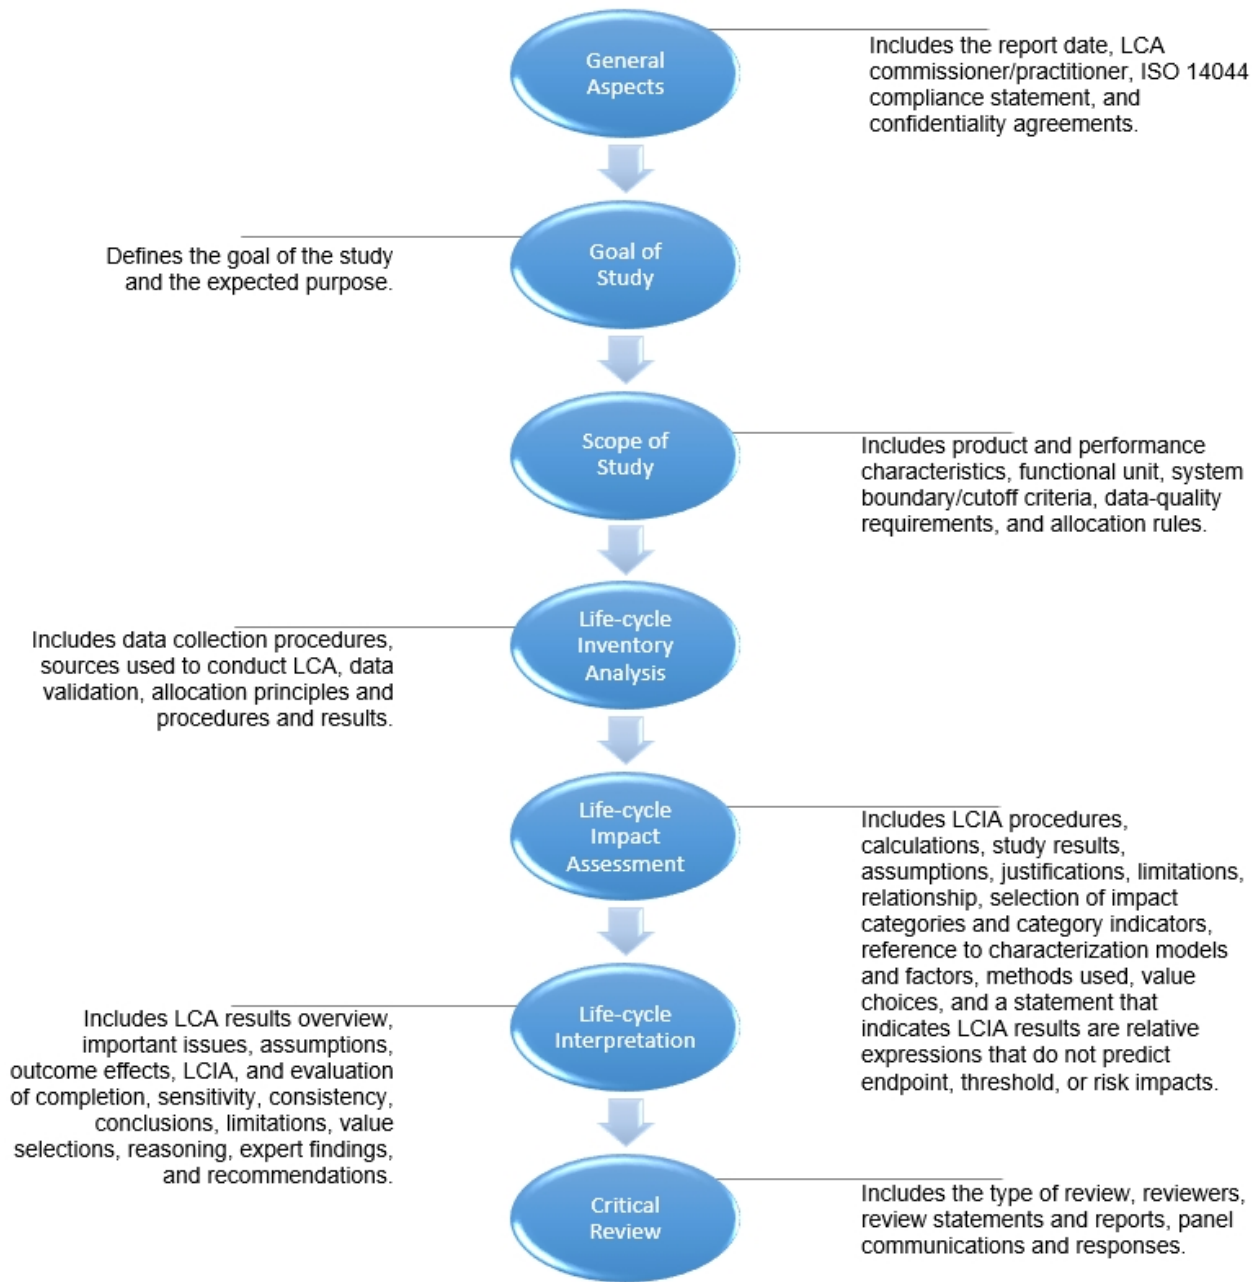 General
Aspects
Includes the report date, LCA
commissioner/practitioner, ISO 14044
compliance statement, and
confidentiality agreements.
Goal of
Study
Defines the goal of the study
and the expected purpose.
Scope of
Study
Includes product and performance
characteristics, functional unit, system
boundary/cutoff criteria, data-quality
requirements, and allocation rules.
Life-cycle
Inventory
Analysis
Includes data collection procedures,
sources used to conduct LCA, data
validation, allocation principles and
procedures and results.
Life-cycle
Impact
Assessment
Includes LCIA procedures,
calculations, study results,
assumptions, justifications, limitations,
relationship, selection of impact
categories and category indicators,
reference to characterization models
and factors, methods used, value
choices, and a statement that
indicates LCIA results are relative
expressions that do not predict
endpoint, threshold, or risk impacts.
Life-cycle
Interpretation
Includes LCA results overview,
important issues, assumptions,
outcome effects, LCIA, and evaluation
of completion, sensitivity, consistency,
conclusions, limitations, value
selections, reasoning, expert findings,
and recommendations.
Critical
Review
Includes the type of review, reviewers,
review statements and reports, panel
communications and responses.